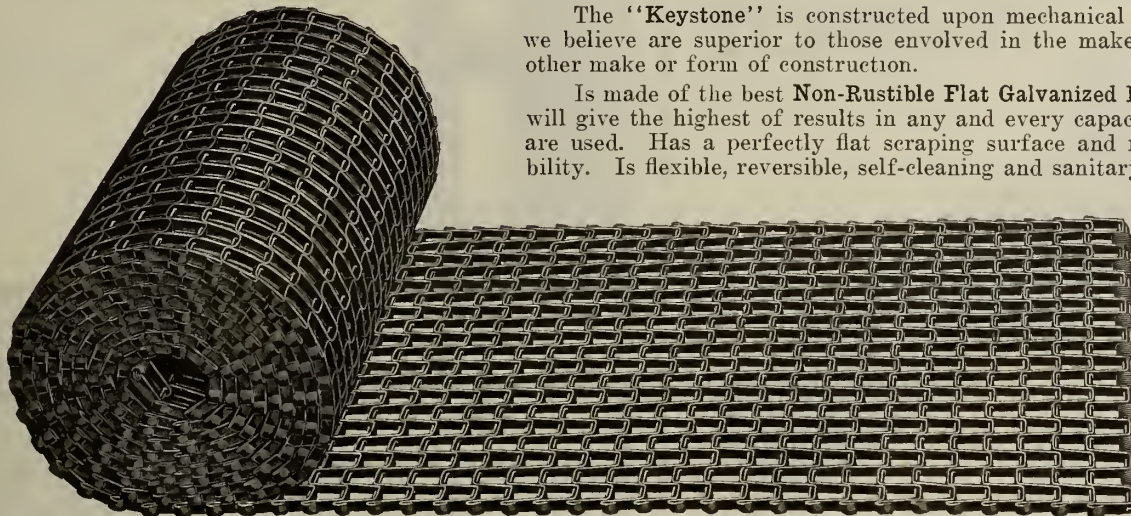 The "Keystone" is constructed upon mechanical
we believe are superior to those envolved in the make
other make or form of construction.
Is made of the best Non-Rustible Flat Galvanized
will give the highest of results in any and every
are used. Has a perfectly flat scraping surface and
bility. Is flexible, reversible, self-cleaning and sanitary